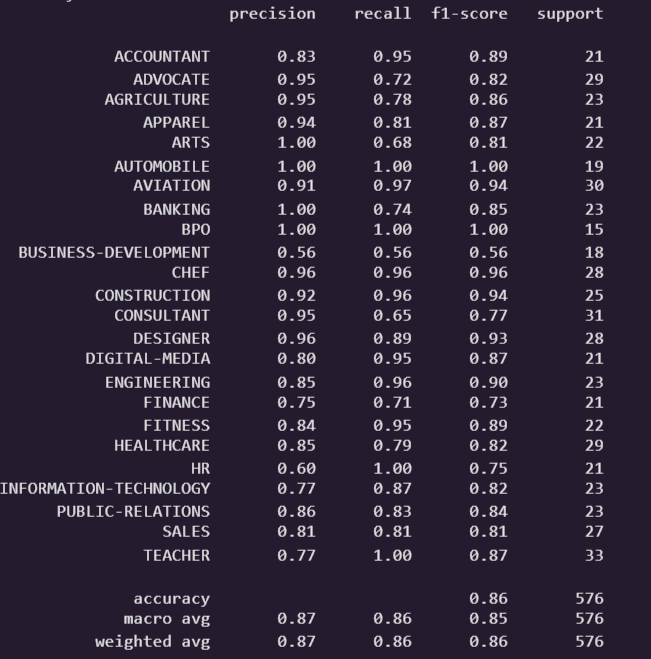 precision recall f1-score support
ACCOUNTANT 0.83 0.95 0.89 21
ADVOCATE 0.95 0.72 0.82 29
AGRICULTURE 0.95 0.78 0.86 23
APPAREL 0.94 0.81 0.87 21
ARTS 1.00 0.68 0.81 22
AUTOMOBILE 1.00 1.00 1.00 19
AVIATION 0.91 0.97 0.94 30
BANKING 1.00 0.74 0.85 23
BPO 1.00 1.00 1.00 15
BUSINESS-DEVELOPMENT 0.56 0.56 0.56 18
CHEF 0.96 0.96 0.96 28
CONSTRUCTION 0.92 0.96 0.94 25
CONSULTANT 0.95 0.65 0.77 31
DESIGNER 0.96 0.89 0.93 28
DIGITAL-MEDIA 0.80 0.95 0.87 21
ENGINEERING 0.85 0.96 0.90 23
FINANCE 0.75 0.71 0.73 21
FITNESS 0.84 0.95 0.89 22
HEALTHCARE 0.85 0.79 0.82 29
HR 0.60 1.00 0.75 21
INFORMATION-TECHNOLOGY 0.77 0.87 0.82 23
PUBLIC-RELATIONS 0.86 0.83 0.84 23
SALES 0.81 0.81 0.81 27
TEACHER 0.77 1.00 0.87 33
accuracy 0.86 576
macro avg 0.87 0.86 0.85 576
weighted avg 0.87 0.86 0.86 576